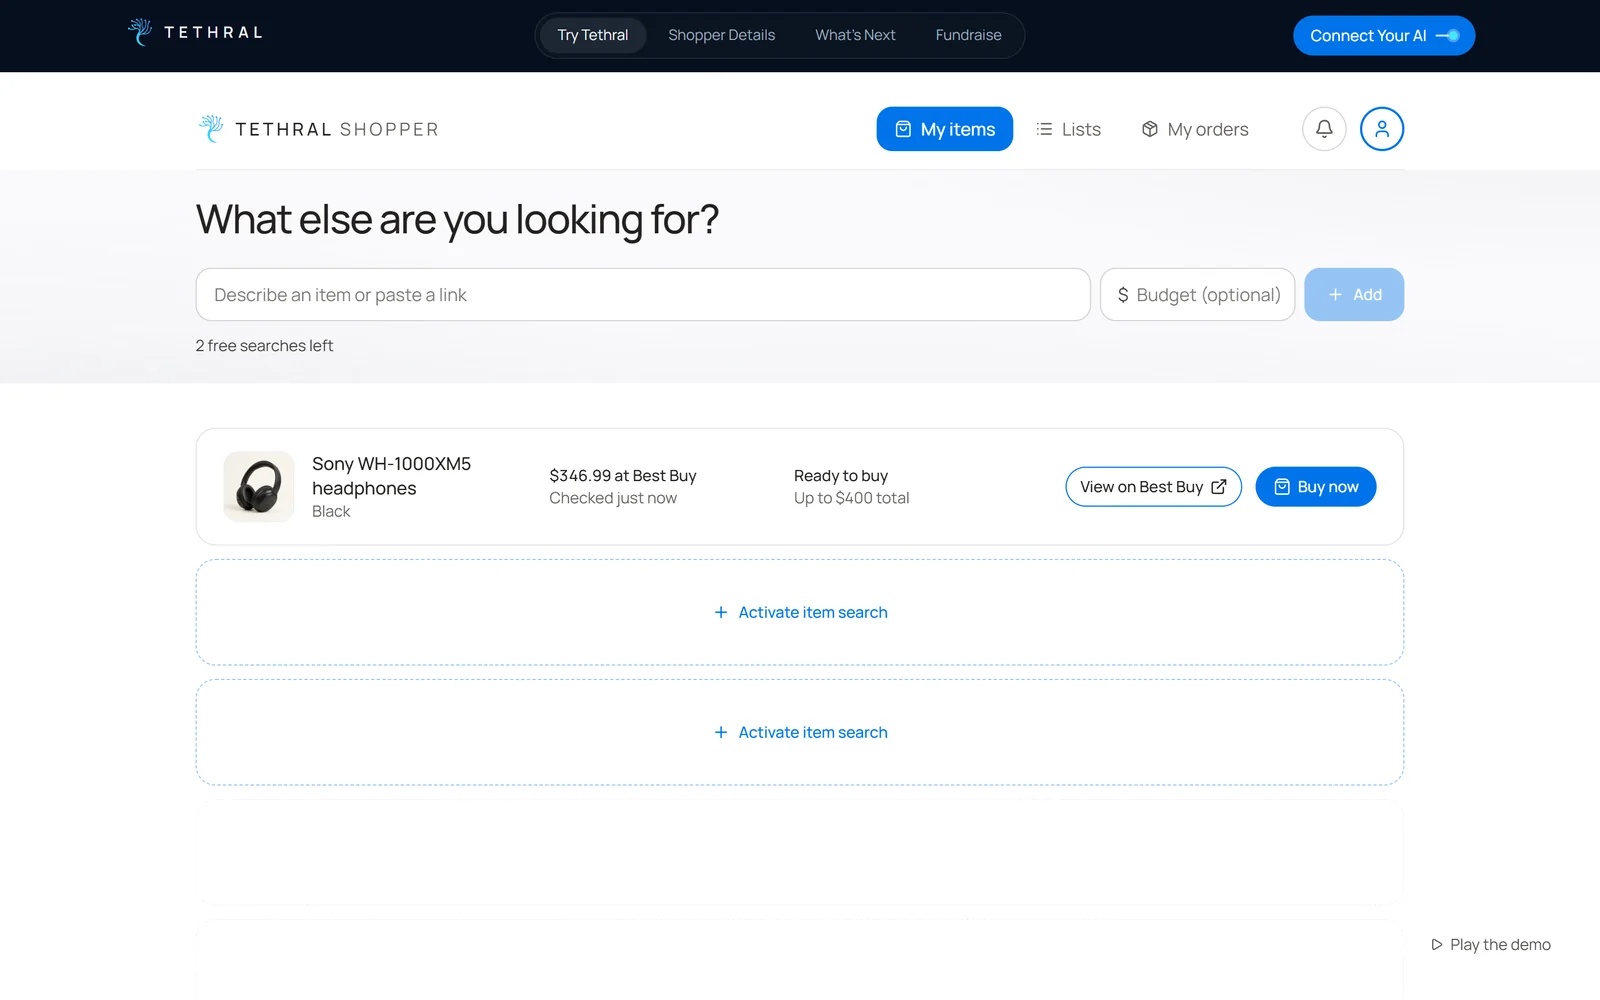 TETHRAL
Try Tethral
Shopper Details
What's Next
Fundraise
Connect Your AI
TETHRAL SHOPPER
My items
Lists
My orders
What else are you looking for?
Describe an item or paste a link
$ Budget (optional)
+ Add
2 free searches left
Sony WH-1000XM5
headphones
Black
$346.99 at Best Buy
Checked just now
Ready to buy
Up to $400 total
View on Best Buy
Buy now
+ Activate item search
+ Activate item search
Play the demo